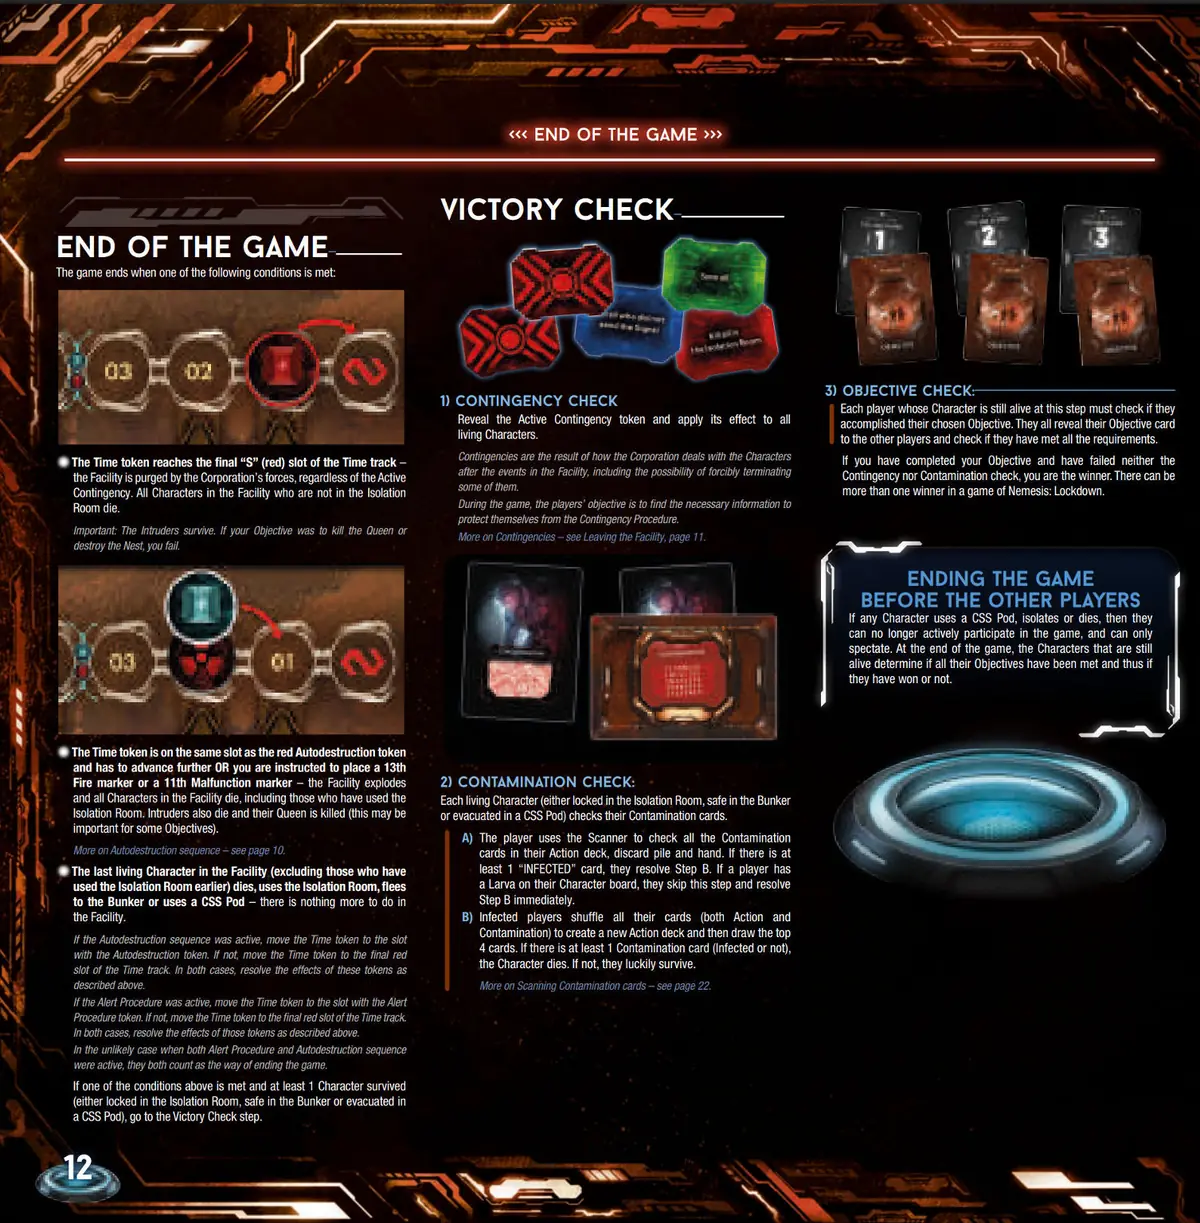 ‹‹‹ END OF THE GAME ›››
END OF THE GAME
The game ends when one of the following conditions is met:
03
02
The Time token reaches the final “S” (red) slot of the Time track –
the Facility is purged by the Corporation’s forces, regardless of the Active
Contingency. All Characters in the Facility who are not in the Isolation
Room die.
Important: The Intruders survive. If your Objective was to kill the Queen or
destroy the Nest, you fail.
03
01
The Time token is on the same slot as the red Autodestruction token
and has to advance further OR you are instructed to place a 13th
Fire marker or a 11th Malfunction marker – the Facility explodes
and all Characters in the Facility die, including those who have used the
Isolation Room. Intruders also die and their Queen is killed (this may be
important for some Objectives).
More on Autodestruction sequence – see page 10.
The last living Character in the Facility (excluding those who have
used the Isolation Room earlier) dies, uses the Isolation Room, flees
to the Bunker or uses a CSS Pod – there is nothing more to do in
the Facility.
If the Autodestruction sequence was active, move the Time token to the slot
with the Autodestruction token. If not, move the Time token to the final red
slot of the Time track. In both cases, resolve the effects of these tokens as
described above.
If the Alert Procedure was active, move the Time token to the slot with the Alert
Procedure token. If not, move the Time token to the final red slot of the Time track.
In both cases, resolve the effects of those tokens as described above.
In the unlikely case when both Alert Procedure and Autodestruction sequence
were active, they both count as the way of ending the game.
If one of the conditions above is met and at least 1 Character survived
(either locked in the Isolation Room, safe in the Bunker or evacuated in
a CSS Pod), go to the Victory Check step.
12
VICTORY CHECK
1) CONTINGENCY CHECK
Reveal the Active Contingency token and apply its effect to all
living Characters.
Contingencies are the result of how the Corporation deals with the Characters
after the events in the Facility, including the possibility of forcibly terminating
some of them.
During the game, the players’ objective is to find the necessary information to
protect themselves from the Contingency Procedure.
More on Contingencies – see Leaving the Facility, page 11.
2) CONTAMINATION CHECK:
Each living Character (either locked in the Isolation Room, safe in the Bunker
or evacuated in a CSS Pod) checks their Contamination cards.
A) The player uses the Scanner to check all the Contamination
cards in their Action deck, discard pile and hand. If there is at
least 1 “INFECTED” card, they resolve Step B. If a player has
a Larva on their Character board, they skip this step and resolve
Step B immediately.
B) Infected players shuffle all their cards (both Action and
Contamination) to create a new Action deck and then draw the top
4 cards. If there is at least 1 Contamination card (Infected or not),
the Character dies. If not, they luckily survive.
More on Scanning Contamination cards – see page 22.
1
2
3
3) OBJECTIVE CHECK:
Each player whose Character is still alive at this step must check if they
accomplished their chosen Objective. They all reveal their Objective card
to the other players and check if they have met all the requirements.
If you have completed your Objective and have failed neither the
Contingency nor Contamination check, you are the winner. There can be
more than one winner in a game of Nemesis: Lockdown.
ENDING THE GAME
BEFORE THE OTHER PLAYERS
If any Character uses a CSS Pod, isolates or dies, then they
can no longer actively participate in the game, and can only
spectate. At the end of the game, the Characters that are still
alive determine if all their Objectives have been met and thus if
they have won or not.